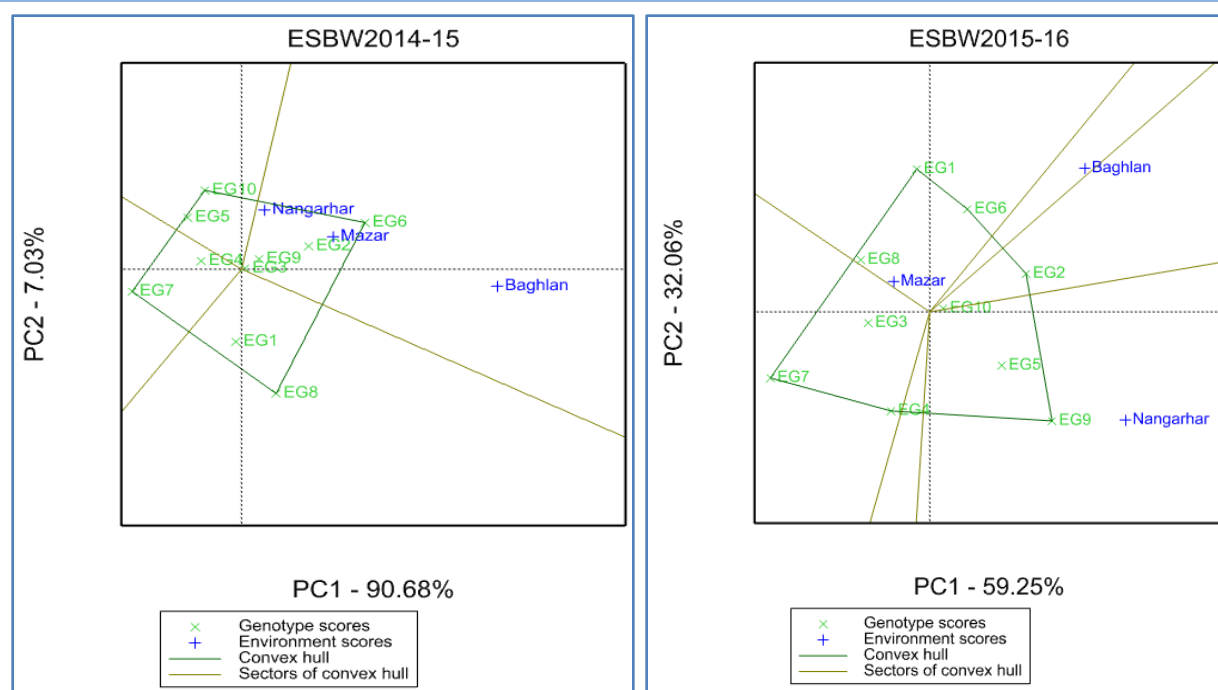 ESBW2014-15
PC2 - 7.03%
EG10
EG5
Nangarhar
EG6
Mazar
EG2
EG4
EG9
EG3
EG7
Baghlan
EG1
EG8
PC1 - 90.68%
Genotype scores
Environment scores
Convex hull
Sectors of convex hull
ESBW2015-16
PC2 - 32.06%
EG1
Baghlan
EG6
EG8
EG2
Mazar
EG10
EG3
EG5
EG7
EG4
EG9
Nangarhar
PC1 - 59.25%
Genotype scores
Environment scores
Convex hull
Sectors of convex hull